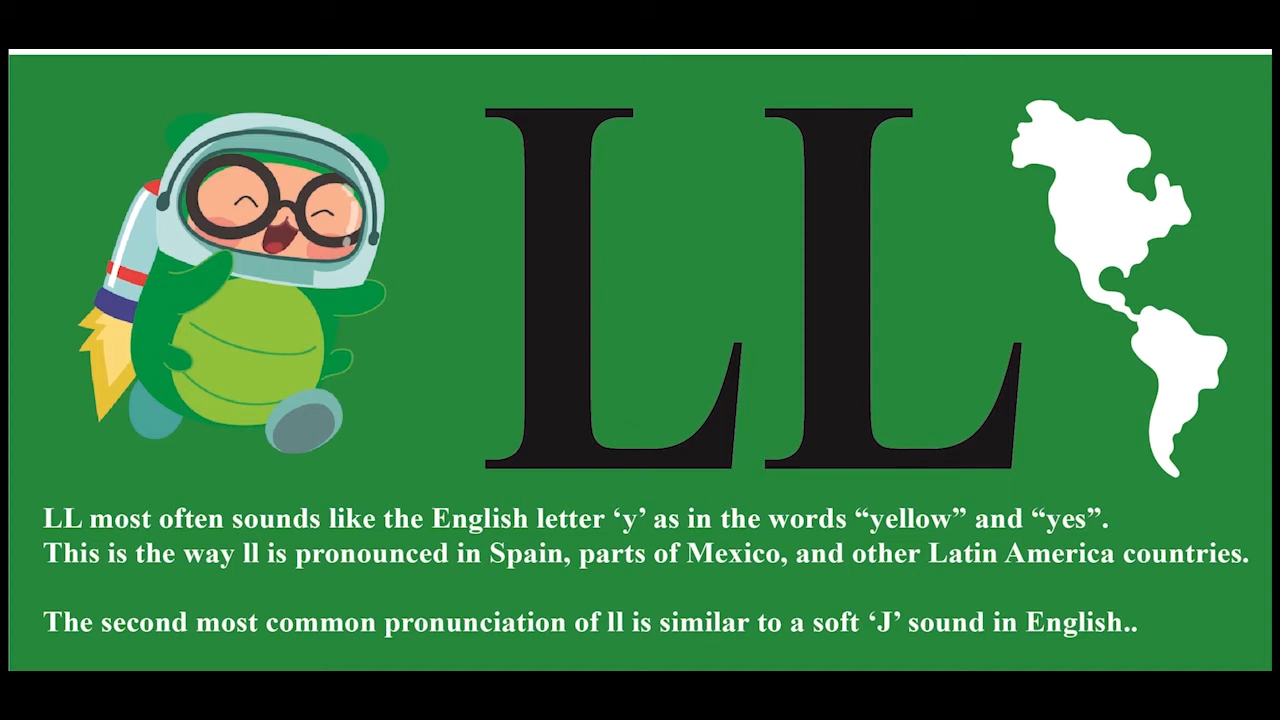 LL
LL most often sounds like the English letter ‘y’ as in the words “yellow” and “yes”.
This is the way ll is pronounced in Spain, parts of Mexico, and other Latin America countries.
The second most common pronunciation of ll is similar to a soft ‘J’ sound in English..